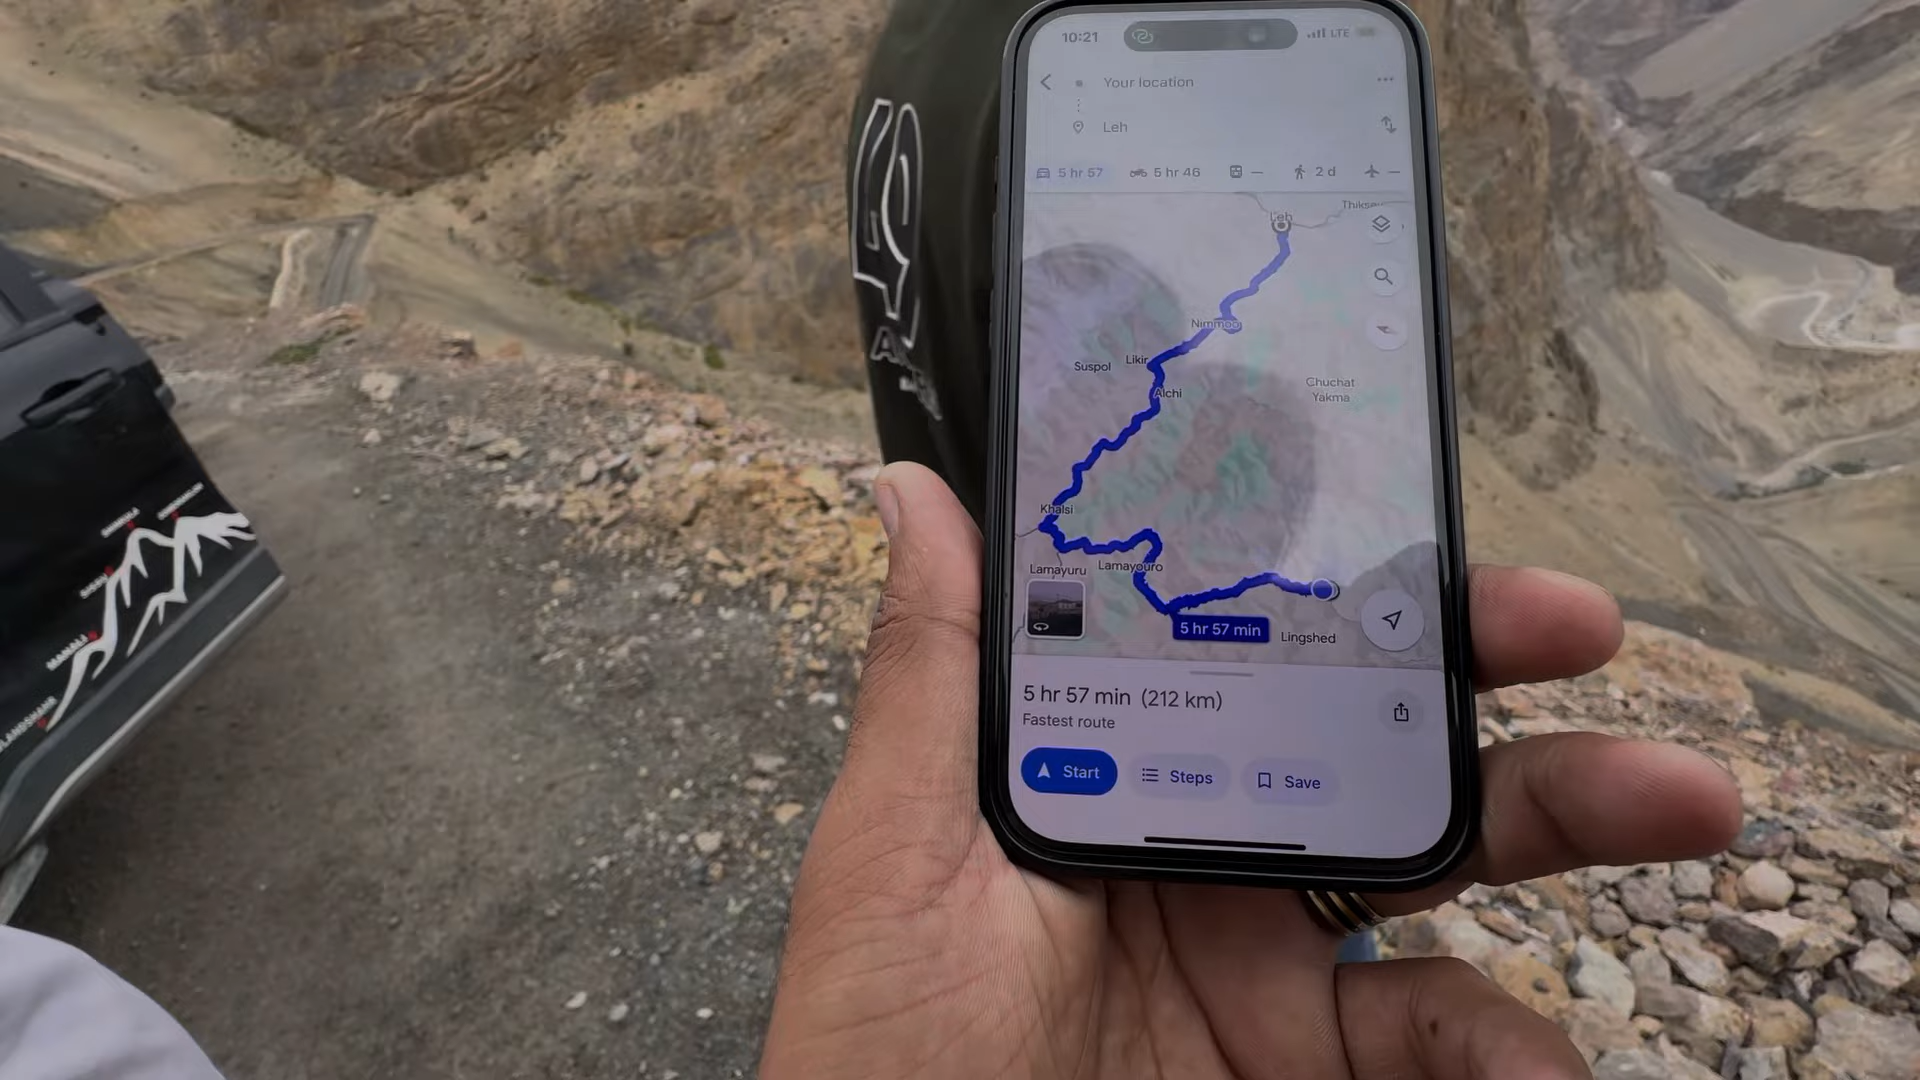 10:21
LTE
Your location
Leh
5 hr 57
5 hr 46
—
2 d
—
Leh
Nimmoo
Likir
Suspol
Alchi
Chuchat
Yakma
Khalsi
Lamayuru
Lamayouro
5 hr 57 min
Lingshed
5 hr 57 min (212 km)
Fastest route
Start
Steps
Save